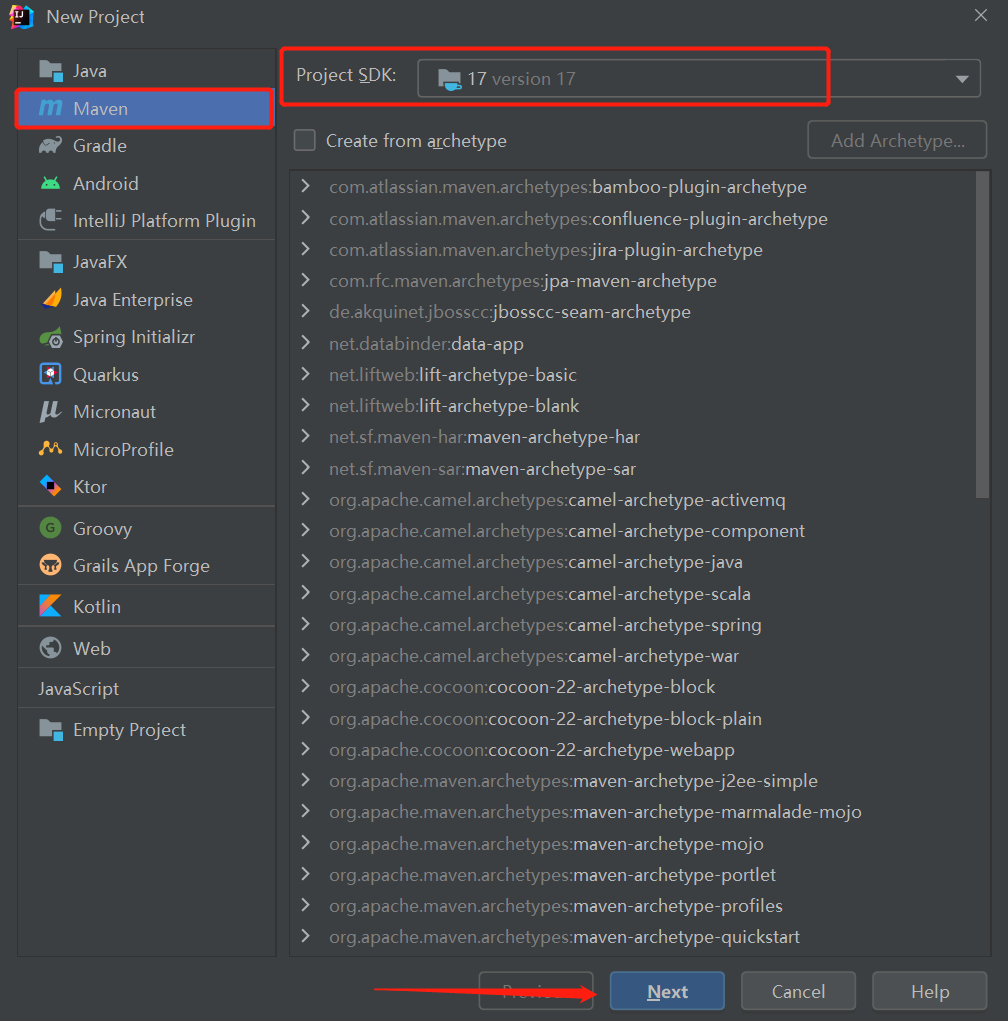 New Project
Java
Maven
Gradle
Android
IntelliJ Platform Plugin
JavaFX
Java Enterprise
Spring Initializr
Quarkus
Micronaut
MicroProfile
Ktor
Groovy
Grails App Forge
Kotlin
Web
JavaScript
Empty Project
Project SDK: 17 version 17
Create from archetype
Add Archetype...
com.atlassian.maven.archetypes:bamboo-plugin-archetype
com.atlassian.maven.archetypes:confluence-plugin-archetype
com.atlassian.maven.archetypes:jira-plugin-archetype
com.rfc.maven.archetypes:jpa-maven-archetype
de.akquinet.jbosscc:jbosscc-seam-archetype
net.databinder:data-app
net.liftweb:lift-archetype-basic
net.liftweb:lift-archetype-blank
net.sf.maven-har:maven-archetype-har
net.sf.maven-sar:maven-archetype-sar
org.apache.camel.archetypes:camel-archetype-activemq
org.apache.camel.archetypes:camel-archetype-component
org.apache.camel.archetypes:camel-archetype-java
org.apache.camel.archetypes:camel-archetype-scala
org.apache.camel.archetypes:camel-archetype-spring
org.apache.camel.archetypes:camel-archetype-war
org.apache.cocoon:cocoon-22-archetype-block
org.apache.cocoon:cocoon-22-archetype-block-plain
org.apache.cocoon:cocoon-22-archetype-webapp
org.apache.maven.archetypes:maven-archetype-j2ee-simple
org.apache.maven.archetypes:maven-archetype-marmalade-mojo
org.apache.maven.archetypes:maven-archetype-mojo
org.apache.maven.archetypes:maven-archetype-portlet
org.apache.maven.archetypes:maven-archetype-profiles
org.apache.maven.archetypes:maven-archetype-quickstart
Next
Cancel
Help